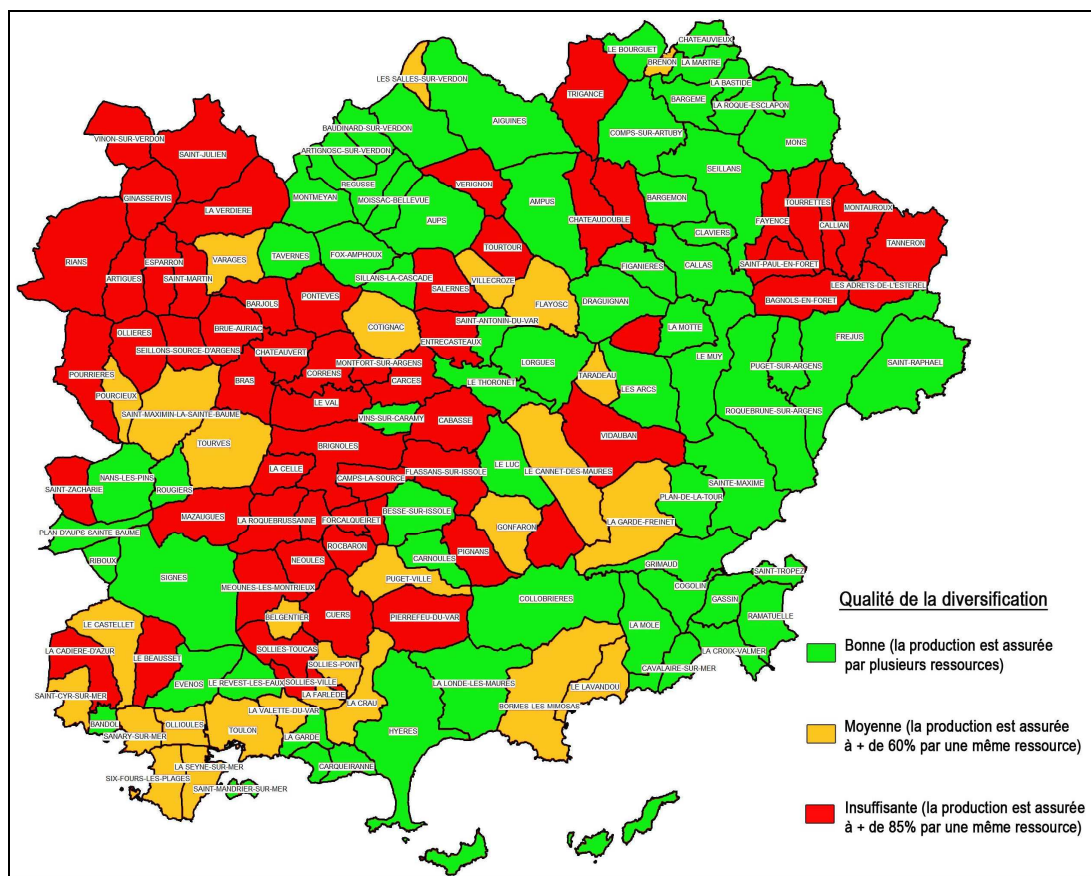 CHATEAUVIEUX
LE BOURGUET
BRENON
LA MARTRE
LES SALLES-SUR-VERDON
LA BASTIDE
TRIGANCE
BARGEME
LA ROQUE-ESCLAPON
AIGUINES
BAUDINARD-SUR-VERDON
COMPS-SUR-ARTUBY
VINON-SUR-VERDON
MONS
ARTIGNOSC-SUR-VERDON
SAINT-JULIEN
SEILLANS
REGUSSE
VERIGNON
MONTMEYAN
GINASSERVIS
MOISSAC-BELLEVUE
AMPUS
BARGEMON
TOURRETTES
MONTAUROUX
LA VERDIERE
AUPS
CHATEAUDOUBLE
FAYENCE
CALLIAN
CLAVIERS
TANNERON
TOURTOUR
VARAGES
TAVERNES
FOX-AMPHOUX
RIANS
ESPARRON
FIGANIERES
CALLAS
SAINT-PAUL-EN-FORET
ARTIGUES
SAINT-MARTIN
SILLANS-LA-CASCADE
VILLECROZE
LES ADRETS-DE-L'ESTEREL
SALERNES
FLAYOSC
BARJOLS
PONTEVES
DRAGUIGNAN
BAGNOLS-EN-FORET
SAINT-ANTONIN-DU-VAR
OLLIERES
BRUE-AURIAC
COTIGNAC
LA MOTTE
FREJUS
ENTRECASTEAUX
SEILLONS-SOURCE-D'ARGENS
CHATEAUVERT
LE MUY
MONTFORT-SUR-ARGENS
LORGUES
PUGET-SUR-ARGENS
SAINT-RAPHAEL
POURRIERES
CORRENS
TARADEAU
BRAS
CARCES
LE THORONET
LES ARCS
POURCIEUX
LE VAL
SAINT-MAXIMIN-LA-SAINTE-BAUME
VINS-SUR-CARAMY
ROQUEBRUNE-SUR-ARGENS
CABASSE
VIDAUBAN
TOURVES
BRIGNOLES
LE LUC
LA CELLE
FLASSANS-SUR-ISSOLE
LE CANNET-DES-MAURES
NANS-LES-PINS
CAMPS-LA-SOURCE
SAINTE-MAXIME
SAINT-ZACHARIE
ROUGIERS
PLAN-DE-LA-TOUR
BESSE-SUR-ISSOLE
MAZAUGUES
LA ROQUEBRUSSANNE
FORCALQUEIRET
LA GARDE-FREINET
GONFARON
PLAN D'AUPS SAINTE BAUME
ROCBARON
PIGNANS
RIBOUX
NEOULES
CARNOULES
GRIMAUD
SAINT-TROPEZ
SIGNES
PUGET-VILLE
MEOUNES-LES-MONTRIEUX
COGOLIN
COLLOBRIERES
GASSIN
Qualité de la diversification
BELGENTIER
CUERS
PIERREFEU-DU-VAR
RAMATUELLE
LE CASTELLET
LA MOLE
LA CADIERE-D'AZUR
SOLLIES-TOUCAS
LA CROIX-VALMER
Bonne (la production est assurée
par plusieurs ressources)
LE BEAUSSET
SOLLIES-PONT
CAVALAIRE-SUR-MER
EVENOS
SOLLIES-VILLE
LE REVEST-LES-EAUX
LA LONDE-LES-MAURES
LE LAVANDOU
SAINT-CYR-SUR-MER
LA FARLEDE
LA CRAU
BORMES LES MIMOSAS
LA VALETTE-DU-VAR
BANDOL
HYERES
SANARY-SUR-MER
OLLIOULES
TOULON
LA GARDE
Moyenne (la production est assurée
à + de 60% par une même ressource)
LA SEYNE-SUR-MER
CARQUEIRANNE
SIX-FOURS-LES-PLAGES
SAINT-MANDRIER-SUR-MER
Insuffisante (la production est assurée
à + de 85% par une même ressource)